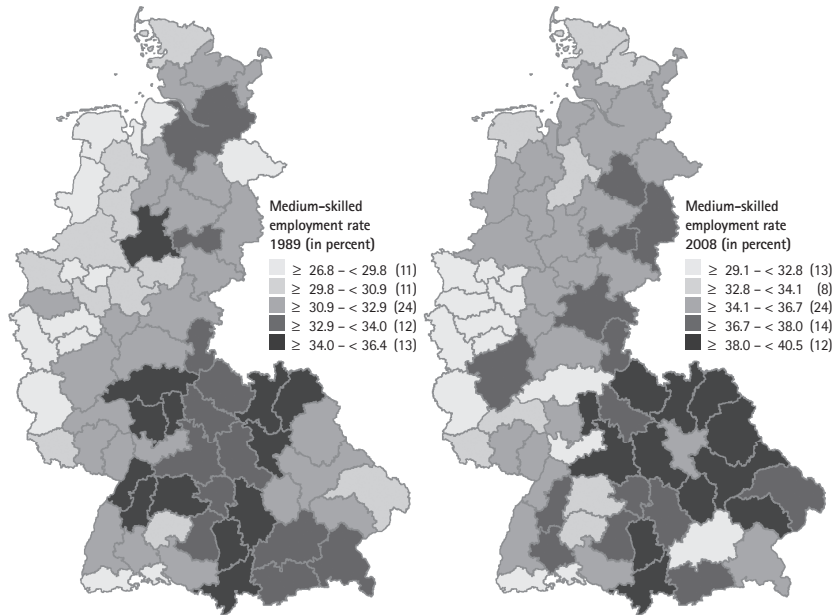 Medium-skilled
employment rate
1989 (in percent)
≥ 26.8 – < 29.8 (11)
≥ 29.8 – < 30.9 (11)
≥ 30.9 – < 32.9 (24)
≥ 32.9 – < 34.0 (12)
≥ 34.0 – < 36.4 (13)
Medium-skilled
employment rate
2008 (in percent)
≥ 29.1 – < 32.8 (13)
≥ 32.8 – < 34.1 (8)
≥ 34.1 – < 36.7 (24)
≥ 36.7 – < 38.0 (14)
≥ 38.0 – < 40.5 (12)